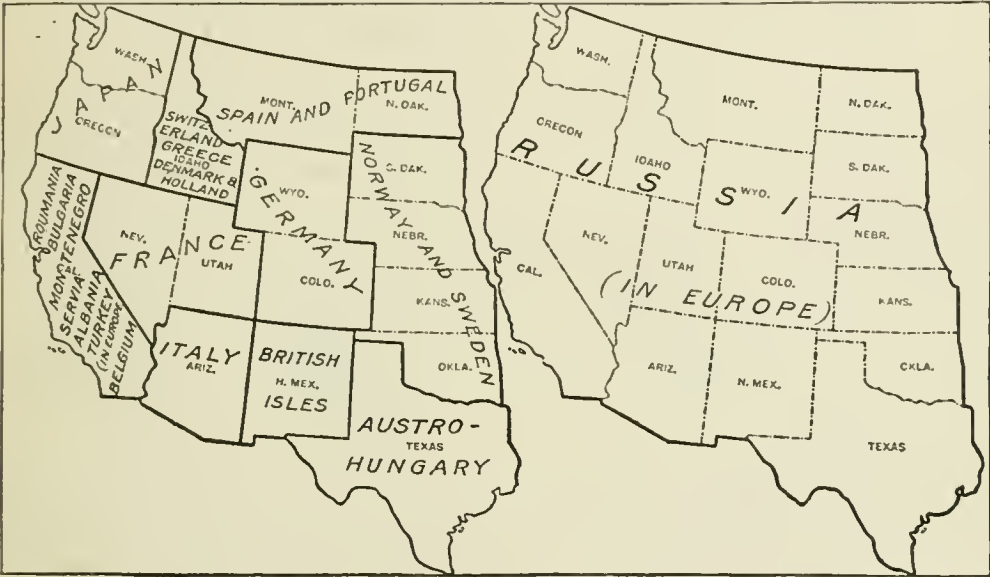 WASH.
JAPAN
OREGON
MONT.
SPAIN AND PORTUGAL
N. DAK.
SWITZ-
ERLAND
GREECE
IDAHO
DENMARK &
HOLLAND
WYO.
GERMANY
COLO.
S. DAK.
NEBR.
KANS.
OKLA.
NORWAY AND SWEDEN
ROUMANIA
BULGARIA
MONTENEGRO
CAL.
SERVIA
ALBANIA
TURKEY
(IN EUROPE)
BELGIUM
NEV.
FRANCE
UTAH
ITALY
ARIZ.
BRITISH
N. MEX.
ISLES
AUSTRO-
TEXAS
HUNGARY
WASH.
OREGON
MONT.
N. DAK.
IDAHO
WYO.
S. DAK.
RUSSIA
NEBR.
NEV.
CAL.
UTAH
COLO.
KANS.
(IN EUROPE)
ARIZ.
N. MEX.
OKLA.
TEXAS